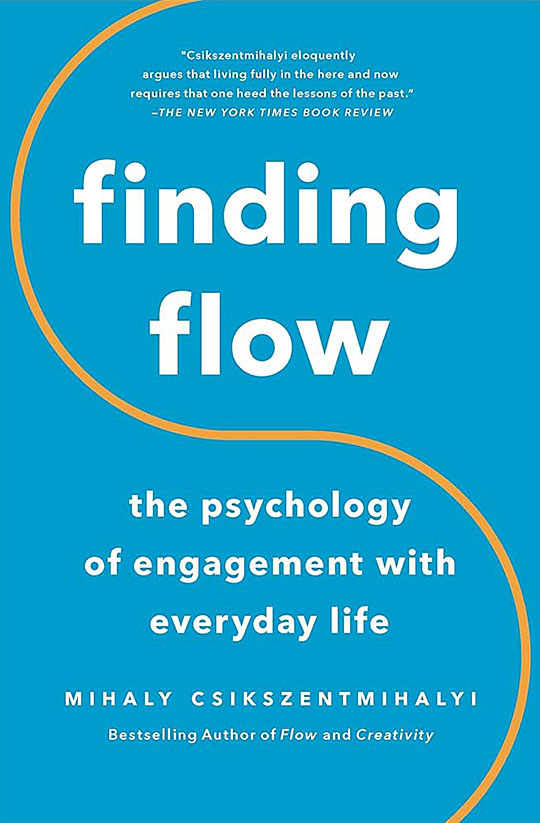 "Csikszentmihalyi eloquently
argues that living fully in the here and now
requires that one heed the lessons of the past."
—THE NEW YORK TIMES BOOK REVIEW
finding
flow
the psychology
of engagement with
everyday life
MIHALY CSIKSZENTMIHALYI
Bestselling Author of Flow and Creativity